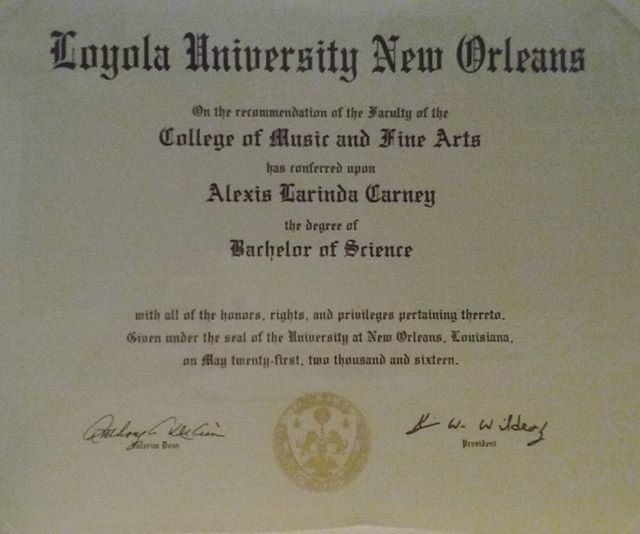 Loyola University New Orleans
On the recommendation of the Faculty of the
College of Music and Fine Arts
has conferred upon
Alexis Larinda Carney
the degree of
Bachelor of Science
with all of the honors, rights, and privileges pertaining thereto.
Given under the seal of the University at New Orleans, Louisiana,
on May twenty-first, two thousand and sixteen.
Interim Dean
President